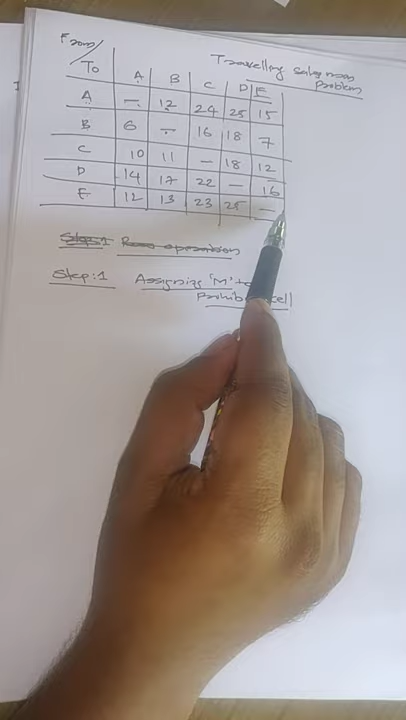 From/To Travelling salesman problem
A B C D E
A — 12 24 25 15
B 6 — 16 18 7
C 10 11 — 18 12
D 14 17 22 — 16
E 12 13 23 25 —
Step:1 Row operation
Step:1 Assigning 'M' to
cell